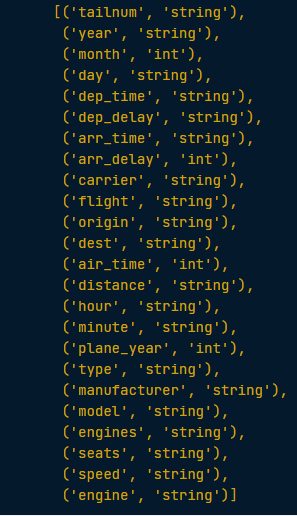 [('tailnum', 'string'),
('year', 'string'),
('month', 'int'),
('day', 'string'),
('dep_time', 'string'),
('dep_delay', 'string'),
('arr_time', 'string'),
('arr_delay', 'int'),
('carrier', 'string'),
('flight', 'string'),
('origin', 'string'),
('dest', 'string'),
('air_time', 'int'),
('distance', 'string'),
('hour', 'string'),
('minute', 'string'),
('plane_year', 'int'),
('type', 'string'),
('manufacturer', 'string'),
('model', 'string'),
('engines', 'string'),
('seats', 'string'),
('speed', 'string'),
('engine', 'string')]